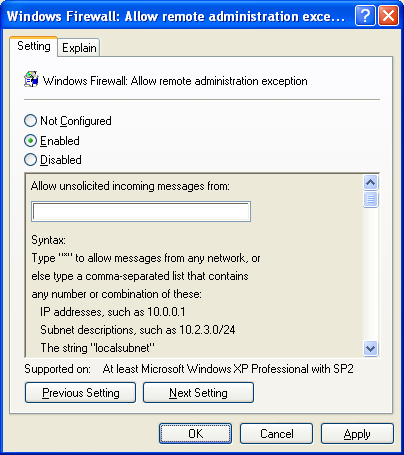 Windows Firewall: Allow remote administration exce...
Setting Explain
Windows Firewall: Allow remote administration exception
Not Configured
Enabled
Disabled
Allow unsolicited incoming messages from:
Syntax:
Type "*" to allow messages from any network, or
else type a comma-separated list that contains
any number or combination of these:
IP addresses, such as 10.0.0.1
Subnet descriptions, such as 10.2.3.0/24
The string "localsubnet"
Supported on: At least Microsoft Windows XP Professional with SP2
Previous Setting Next Setting
OK Cancel Apply